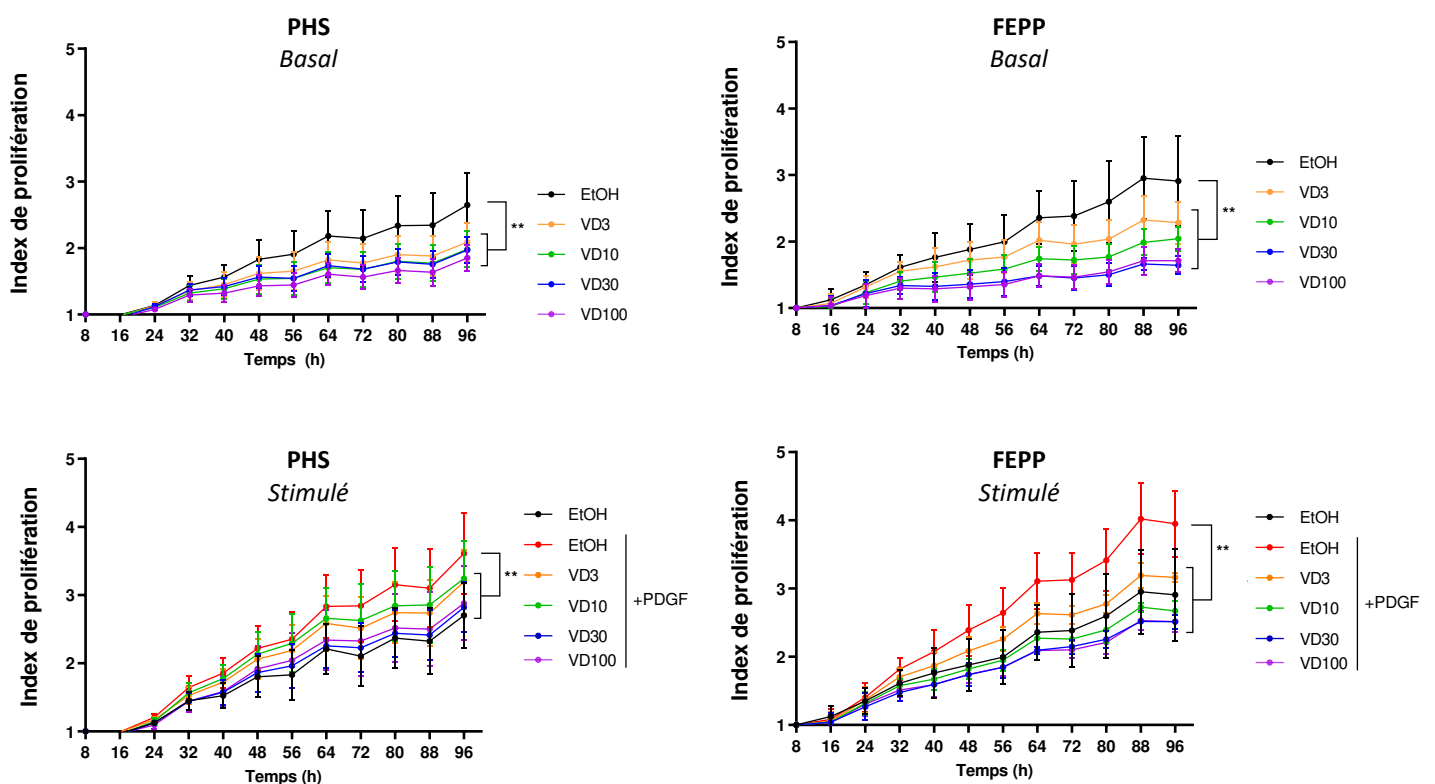 PHS
Basal
Index de prolifération
5
4
3
2
1
8 16 24 32 40 48 56 64 72 80 88 96
Temps (h)
**
EtOH
VD3
VD10
VD30
VD100
FEPP
Basal
Index de prolifération
5
4
3
2
1
8 16 24 32 40 48 56 64 72 80 88 96
Temps (h)
**
EtOH
VD3
VD10
VD30
VD100
PHS
Stimulé
Index de prolifération
5
4
3
2
1
8 16 24 32 40 48 56 64 72 80 88 96
Temps (h)
**
EtOH
EtOH
VD3
VD10
VD30
VD100
+PDGF
FEPP
Stimulé
Index de prolifération
5
4
3
2
1
8 16 24 32 40 48 56 64 72 80 88 96
Temps (h)
**
EtOH
EtOH
VD3
VD10
VD30
VD100
+PDGF